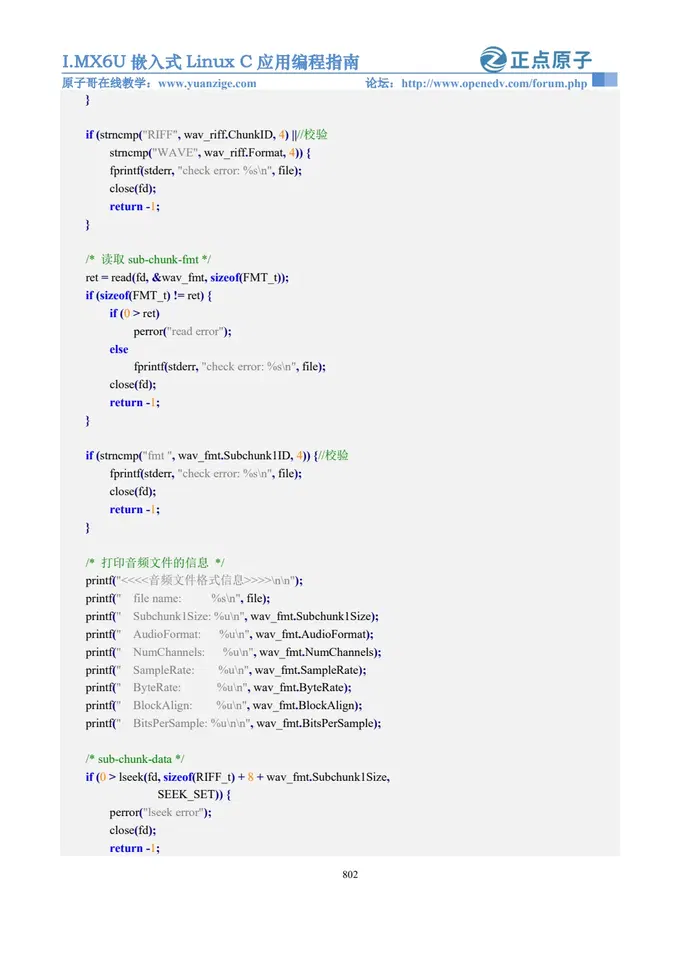 I.MX6U 嵌入式 Linux C 应用编程指南
正点原子
原子哥在线教学：www.yuanzige.com 论坛：http://www.openedv.com/forum.php
}
if (strncmp("RIFF", wav_riff.ChunkID, 4) ||//校验
strncmp("WAVE", wav_riff.Format, 4)) {
fprintf(stderr, "check error: %s\n", file);
close(fd);
return -1;
}
/* 读取 sub-chunk-fmt */
ret = read(fd, &wav_fmt, sizeof(FMT_t));
if (sizeof(FMT_t) != ret) {
if (0 > ret)
perror("read error");
else
fprintf(stderr, "check error: %s\n", file);
close(fd);
return -1;
}
if (strncmp("fmt ", wav_fmt.Subchunk1ID, 4)) {//校验
fprintf(stderr, "check error: %s\n", file);
close(fd);
return -1;
}
/* 打印音频文件的信息 */
printf("<<<<音频文件格式信息>>>>\n\n");
printf("    file name:          %s\n", file);
printf("    Subchunk1Size: %u\n", wav_fmt.Subchunk1Size);
printf("    AudioFormat:      %u\n", wav_fmt.AudioFormat);
printf("    NumChannels:      %u\n", wav_fmt.NumChannels);
printf("    SampleRate:        %u\n", wav_fmt.SampleRate);
printf("    ByteRate:            %u\n", wav_fmt.ByteRate);
printf("    BlockAlign:        %u\n", wav_fmt.BlockAlign);
printf("    BitsPerSample: %u\n\n", wav_fmt.BitsPerSample);
/* sub-chunk-data */
if (0 > lseek(fd, sizeof(RIFF_t) + 8 + wav_fmt.Subchunk1Size,
SEEK_SET)) {
perror("lseek error");
close(fd);
return -1;
802